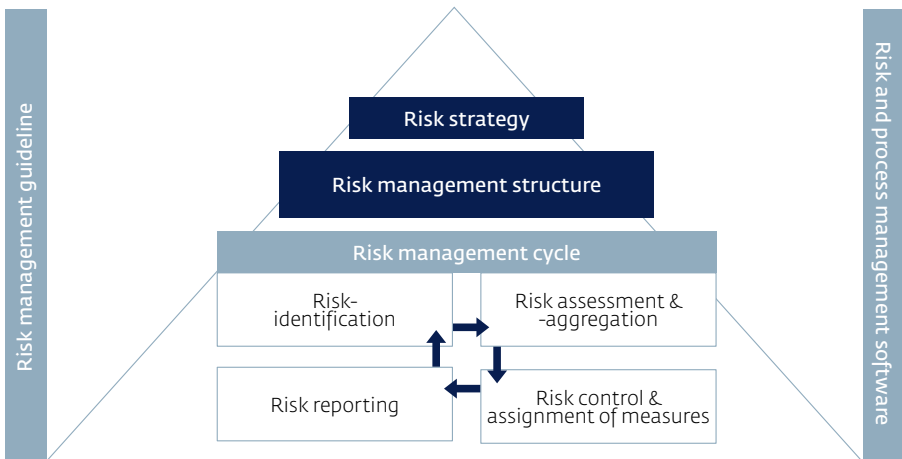 Risk management guideline
Risk strategy
Risk management structure
Risk management cycle
Risk-
identification
Risk assessment &
-aggregation
Risk reporting
Risk control &
assignment of measures
Risk and process management software